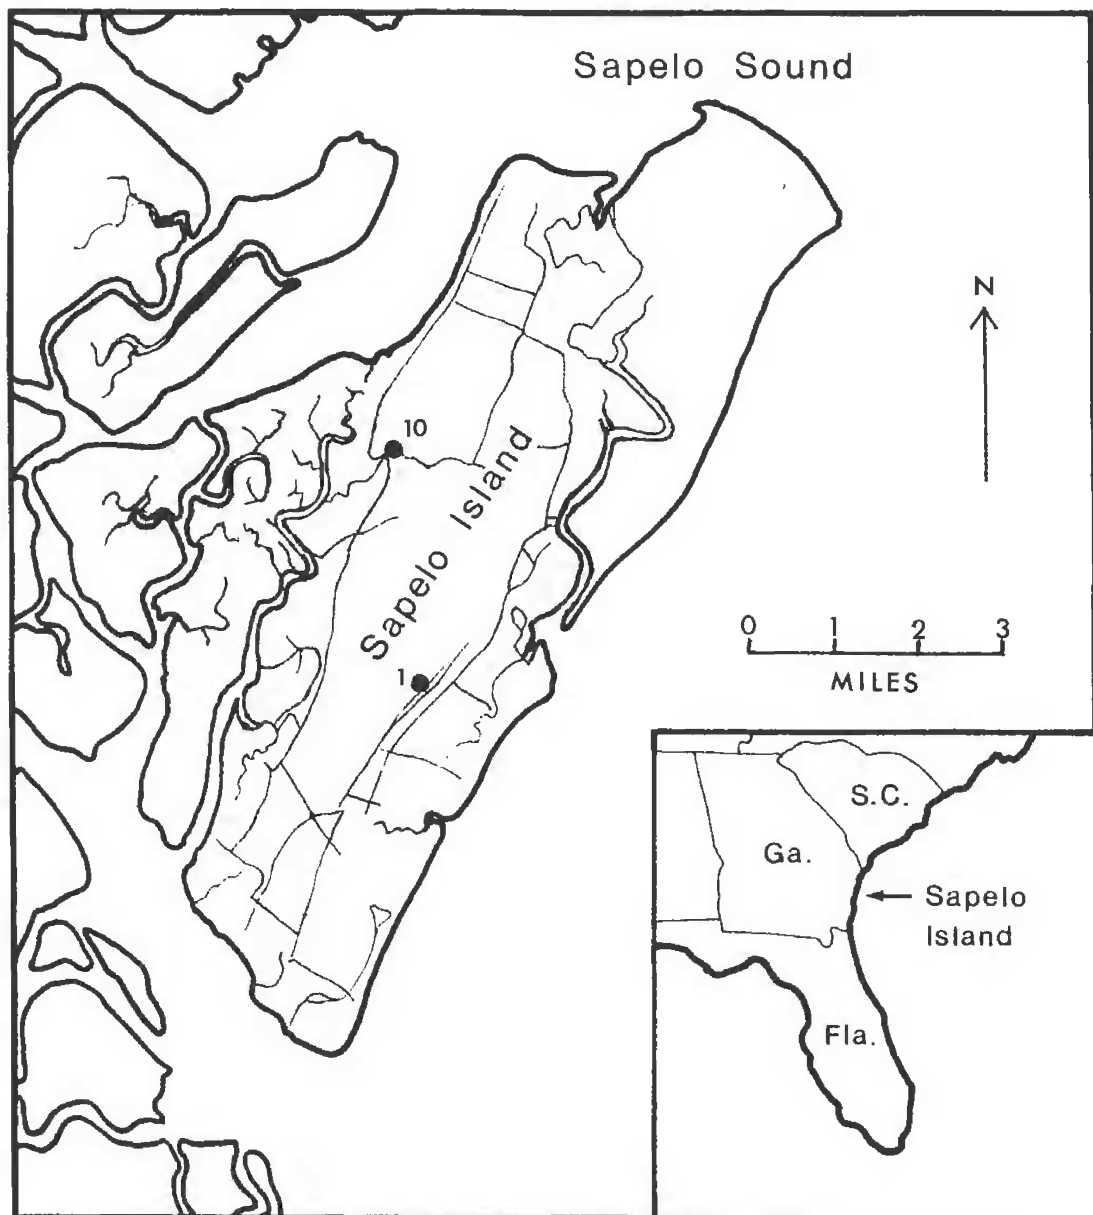 Sapelo Sound
N
10
Sapelo Island
1
0 1 2 3
MILES
S.C.
Ga.
Sapelo
Island
Fla.